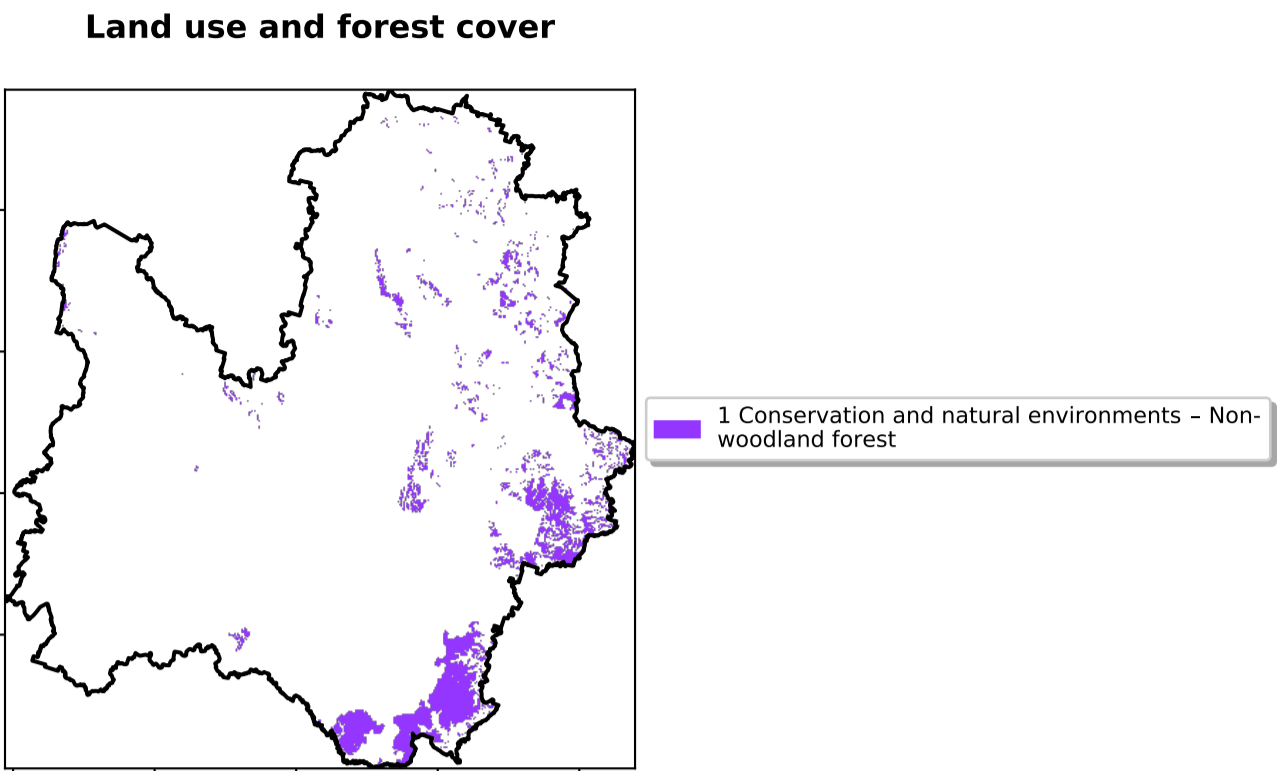 Land use and forest cover
1 Conservation and natural environments – Non-
woodland forest